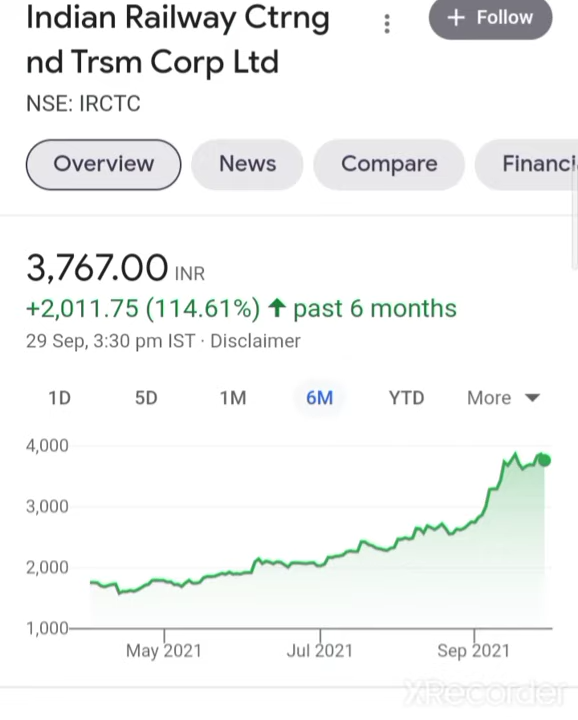 Indian Railway Ctrng
nd Trsm Corp Ltd
+ Follow
NSE: IRCTC
Overview
News
Compare
Financi
3,767.00 INR
+2,011.75 (114.61%) ↑ past 6 months
29 Sep, 3:30 pm IST · Disclaimer
1D 5D 1M 6M YTD More
4,000
3,000
2,000
1,000
May 2021 Jul 2021 Sep 2021
XRecorder